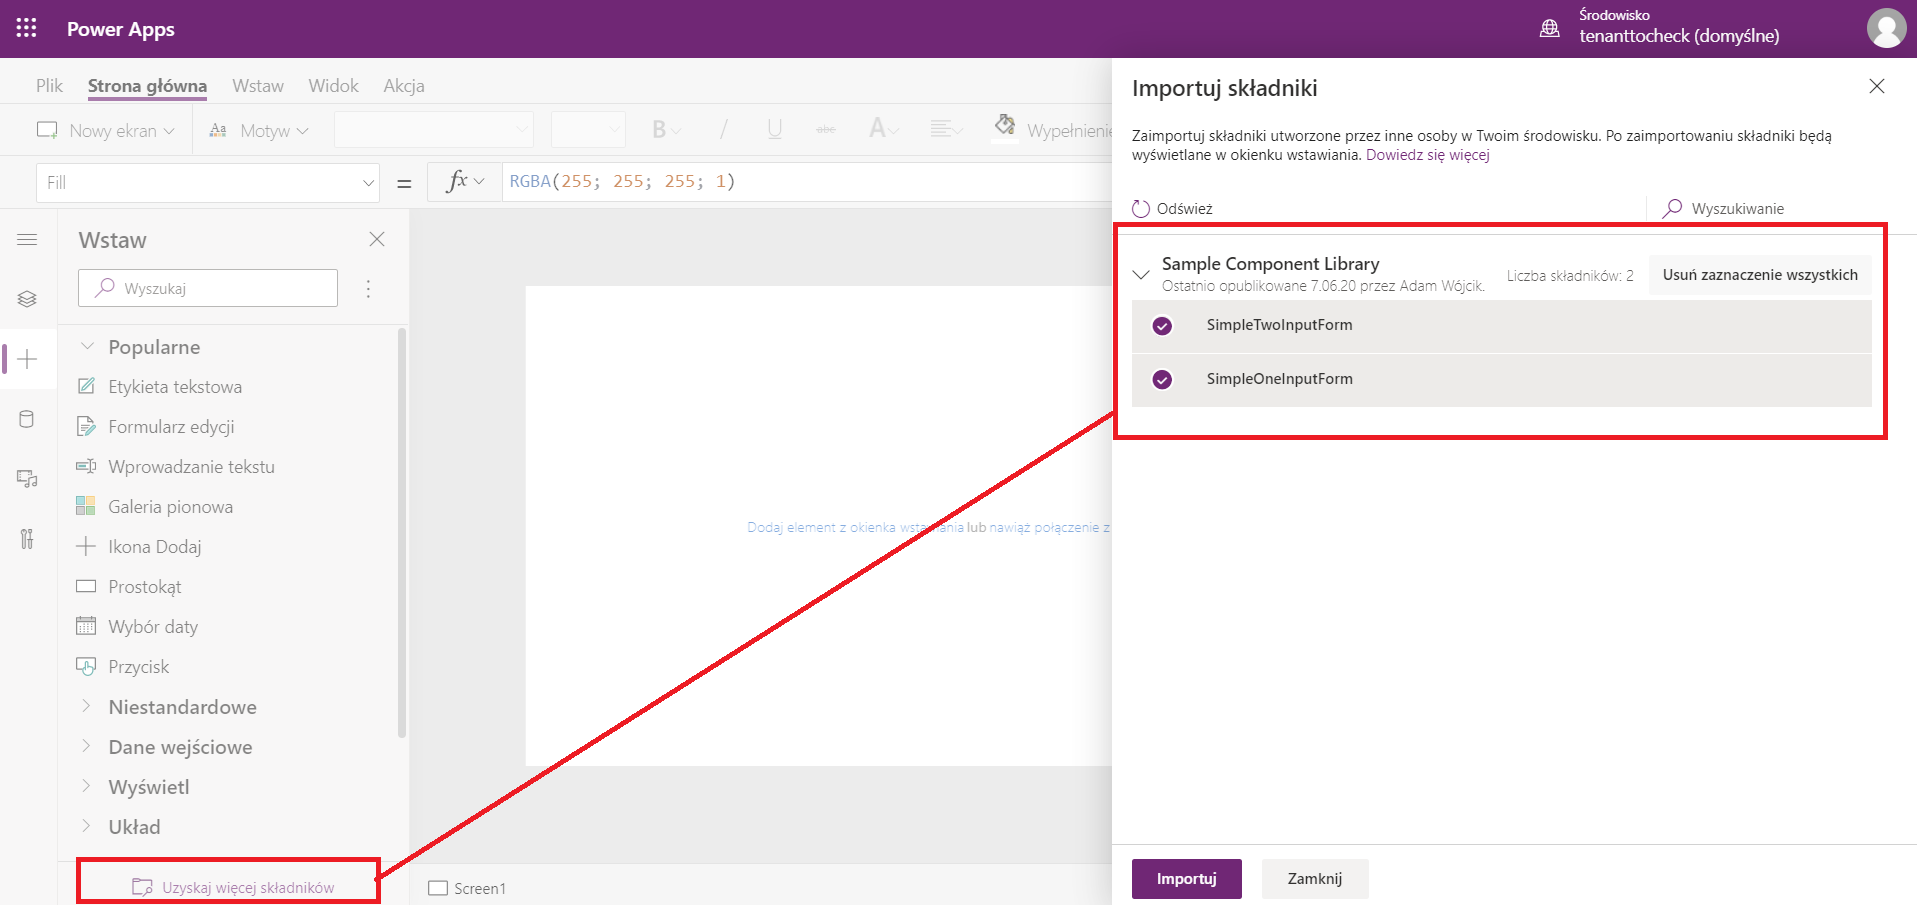 Power Apps
Środowisko
tenanttocheck (domyślne)
Plik Strona główna Wstaw Widok Akcja
Nowy ekran Aa Motyw B / U abc A Wypełnienie
Fill = fx RGBA(255; 255; 255; 1)
Wstaw
Wyszukaj
Popularne
Etykieta tekstowa
Formularz edycji
Wprowadzanie tekstu
Galeria pionowa
Ikona Dodaj
Prostokąt
Wybór daty
Przycisk
Niestandardowe
Dane wejściowe
Wyświetl
Układ
Uzyskaj więcej składników
Dodaj element z okienka wstawiania lub nawiąż połączenie z
Screen1
Importuj składniki
Zaimportuj składniki utworzone przez inne osoby w Twoim środowisku. Po zaimportowaniu składniki będą
wyświetlane w okienku wstawiania. Dowiedz się więcej
Odśwież Wyszukiwanie
Sample Component Library
Ostatnio opublikowane 7.06.20 przez Adam Wójcik.
Liczba składników: 2 Usuń zaznaczenie wszystkich
SimpleTwoInputForm
SimpleOneInputForm
Importuj Zamknij